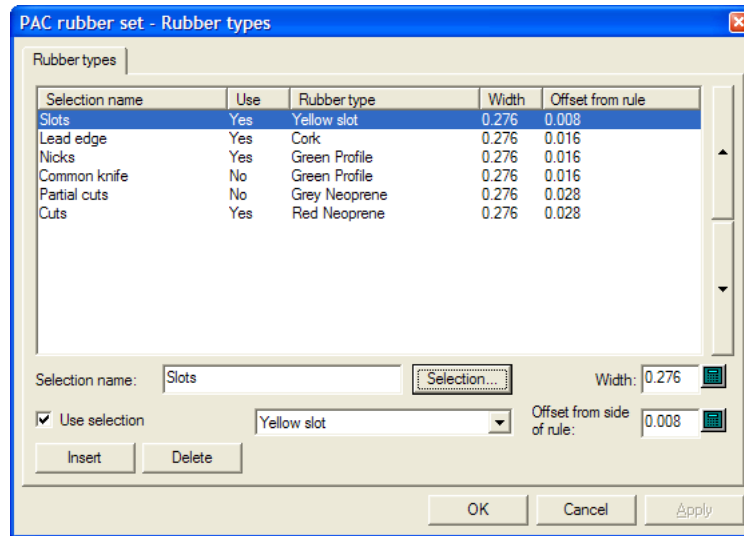 PAC rubber set - Rubber types
Rubber types
Selection name Use Rubber type Width Offset from rule
Slots Yes Yellow slot 0.276 0.008
Lead edge Yes Cork 0.276 0.016
Nicks Yes Green Profile 0.276 0.016
Common knife No Green Profile 0.276 0.016
Partial cuts No Grey Neoprene 0.276 0.028
Cuts Yes Red Neoprene 0.276 0.028
Selection name: Slots Selection... Width: 0.276
Use selection Yellow slot Offset from side
of rule: 0.008
Insert Delete
OK Cancel Apply